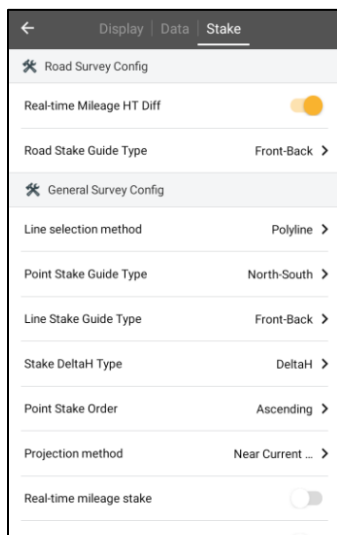 Display | Data | Stake
Road Survey Config
Real-time Mileage HT Diff
Road Stake Guide Type Front-Back
General Survey Config
Line selection method Polyline
Point Stake Guide Type North-South
Line Stake Guide Type Front-Back
Stake DeltaH Type DeltaH
Point Stake Order Ascending
Projection method Near Current ...
Real-time mileage stake